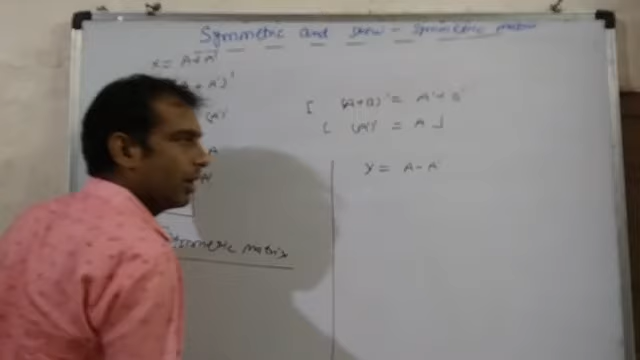 Symmetric and skew - symmetric matrix
X = A + A'
A + A')'
(A)'
A
A'
Symmetric matrix
[ (A+B)' = A' + B'
( (A')' = A ]
Y = A - A'